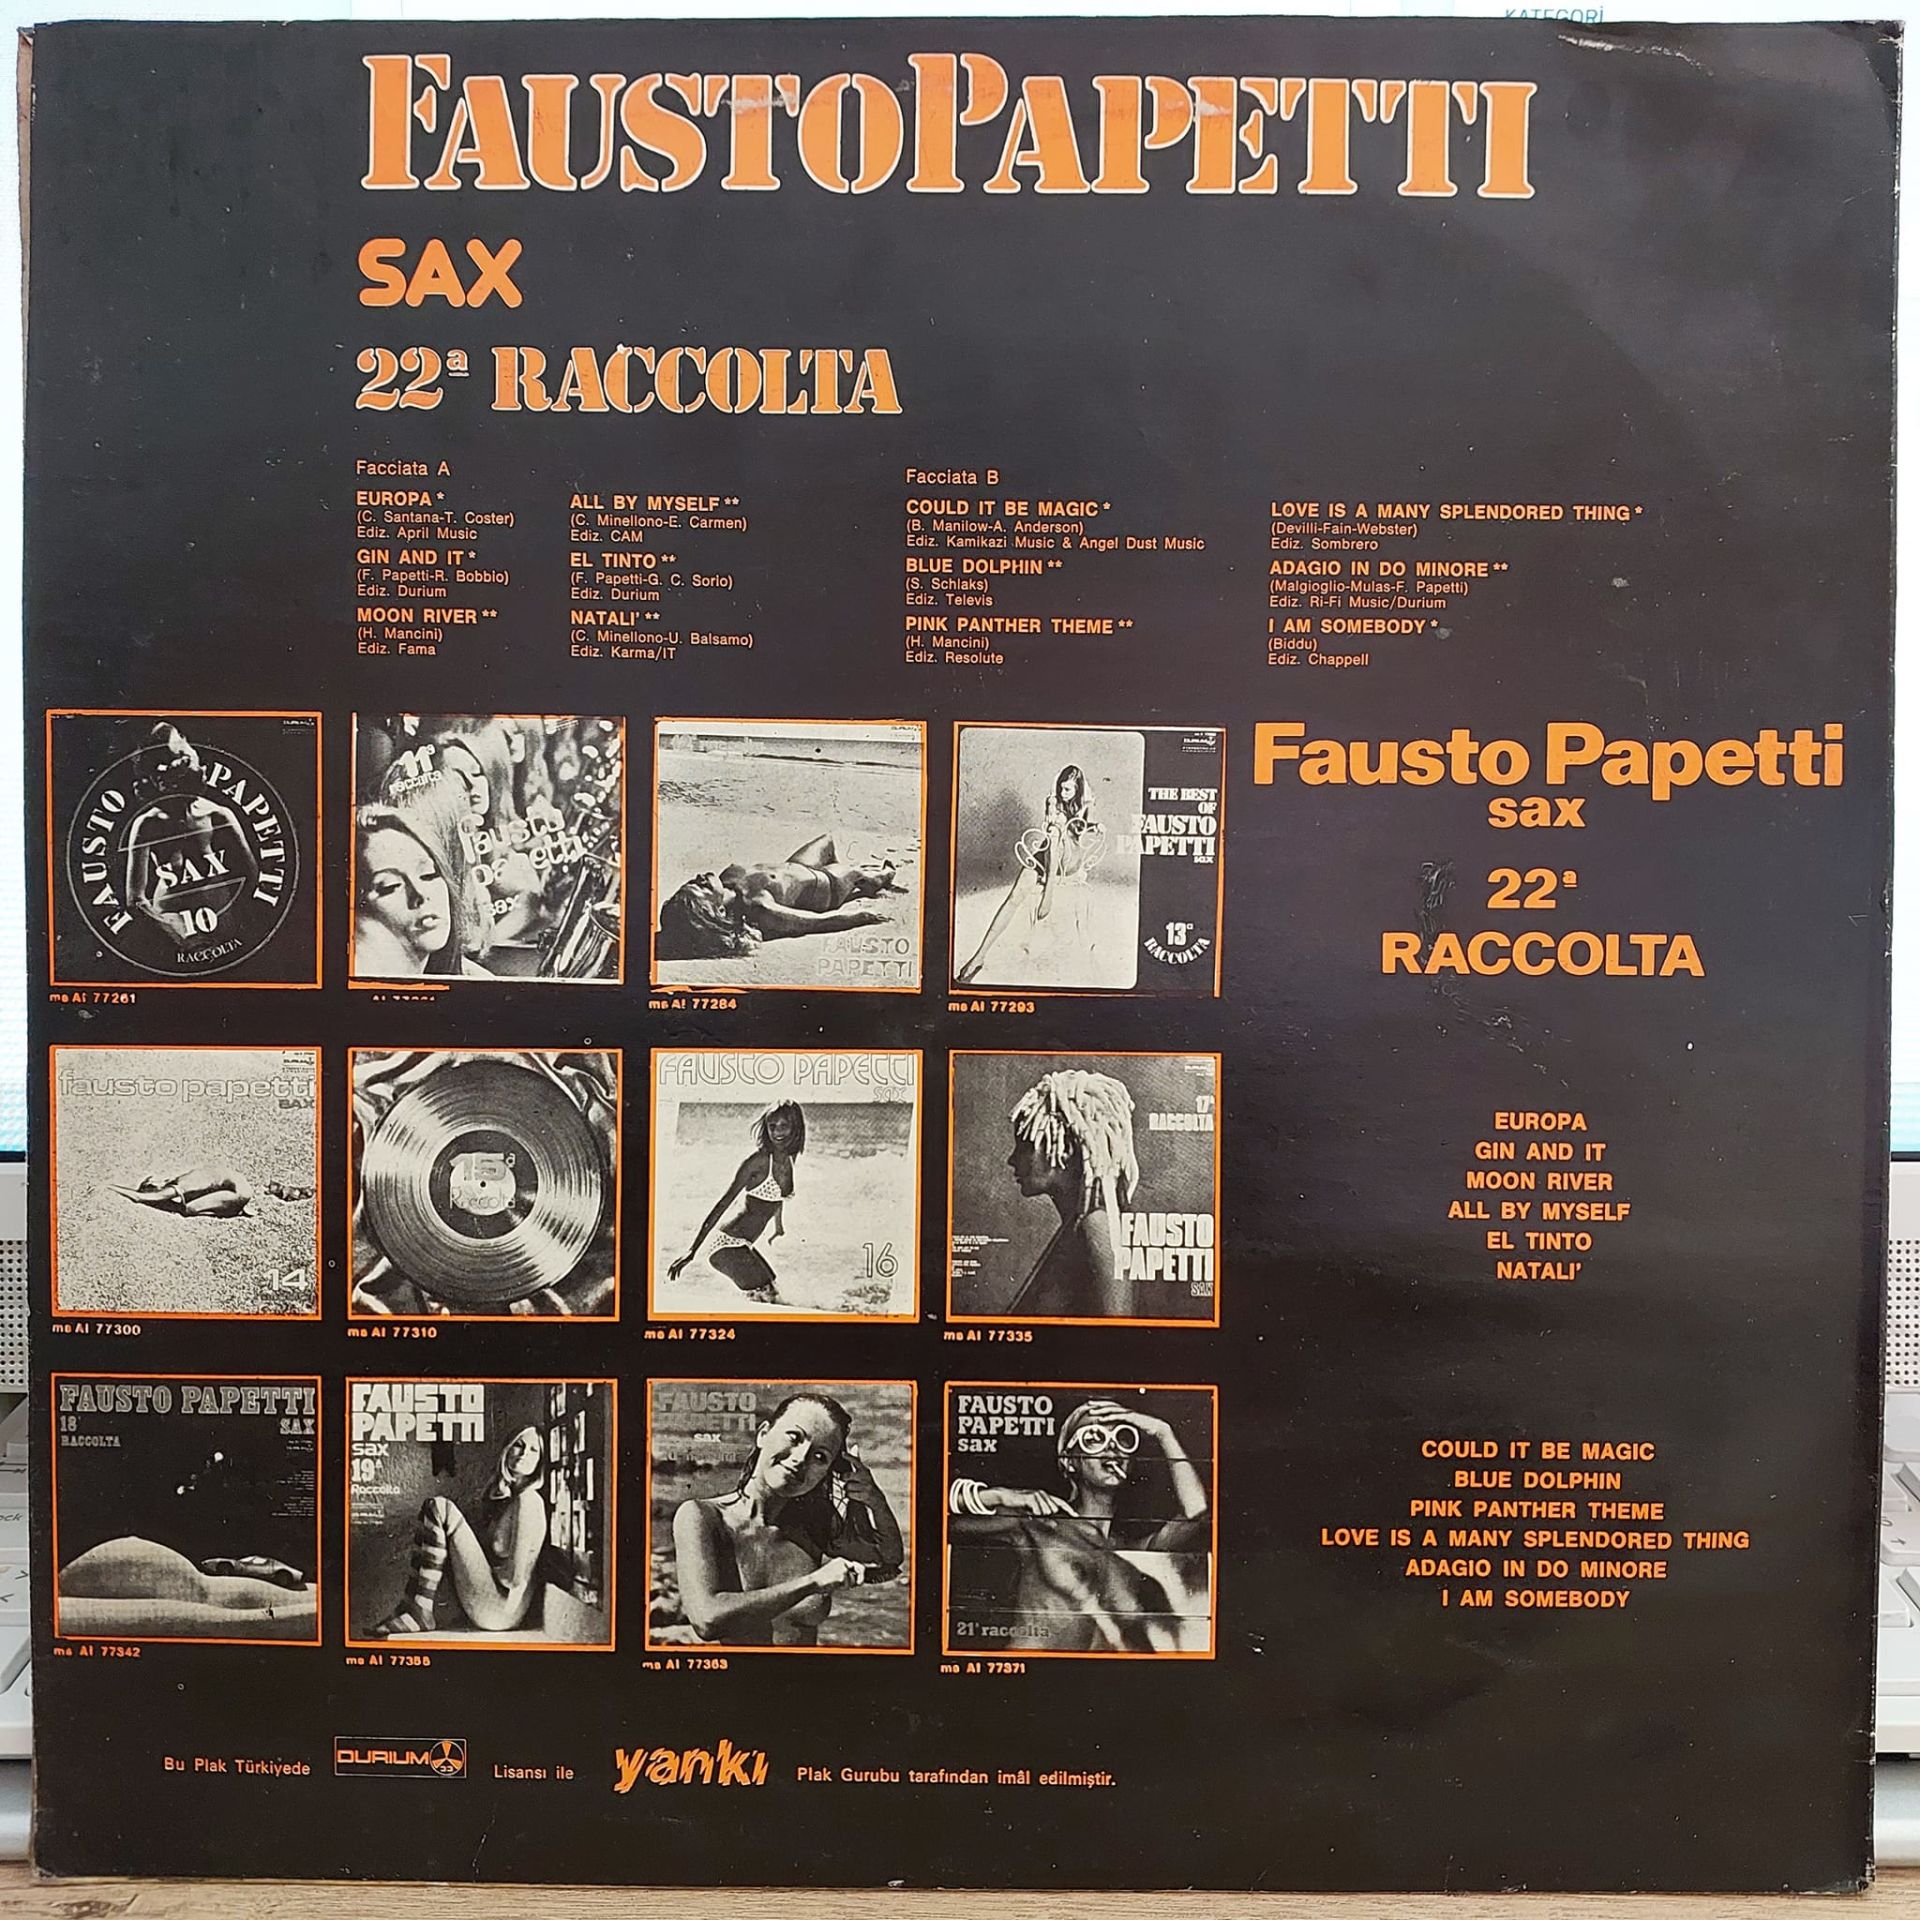 KATEGORİ
FAUSTO PAPETTI
SAX
22ª RACCOLTA
Facciata A
EUROPA *
(C. Santana-T. Coster)
Ediz. April Music
GIN AND IT *
(F. Papetti-R. Bobbio)
Ediz. Durium
MOON RIVER **
(H. Mancini)
Ediz. Fama
ALL BY MYSELF **
(C. Minellono-E. Carmen)
Ediz. CAM
EL TINTO **
(F. Papetti-G. C. Sorio)
Ediz. Durium
NATALI' **
(C. Minellono-U. Balsamo)
Ediz. Karma/IT
Facciata B
COULD IT BE MAGIC *
(B. Manilow-A. Anderson)
Ediz. Kamikazi Music & Angel Dust Music
BLUE DOLPHIN **
(S. Schlaks)
Ediz. Televis
PINK PANTHER THEME **
(H. Mancini)
Ediz. Resolute
LOVE IS A MANY SPLENDORED THING *
(Devilli-Fain-Webster)
Ediz. Sombrero
ADAGIO IN DO MINORE **
(Malgioglio-Mulas-F. Papetti)
Ediz. Ri-Fi Music/Durium
I AM SOMEBODY *
(Biddu)
Ediz. Chappell
FAUSTO PAPETTI
SAX
10
RACCOLTA
ms AI 77261
11ª
raccolta
fausto
papetti
sax
FAUSTO
PAPETTI
ms AI 77284
THE BEST
OF
FAUSTO
PAPETTI
sax
13ª
RACCOLTA
ms AI 77293
Fausto Papetti
sax
22ª
RACCOLTA
fausto papetti
sax
14
ms AI 77300
15ª
Raccolta
ms AI 77310
FAUSTO PAPETTI
sax
16
ms AI 77324
17ª
RACCOLTA
FAUSTO
PAPETTI
SAX
ms AI 77335
EUROPA
GIN AND IT
MOON RIVER
ALL BY MYSELF
EL TINTO
NATALI'
FAUSTO PAPETTI
18 SAX
RACCOLTA
ms AI 77342
FAUSTO
PAPETTI
sax
19ª
Raccolta
ms AI 77355
FAUSTO
PAPETTI
sax
ms AI 77363
FAUSTO
PAPETTI
sax
21ª raccolta
ms AI 77371
COULD IT BE MAGIC
BLUE DOLPHIN
PINK PANTHER THEME
LOVE IS A MANY SPLENDORED THING
ADAGIO IN DO MINORE
I AM SOMEBODY
Bu Plak Türkiyede DURIUM 33 Lisansı ile yankı Plak Gurubu tarafından imâl edilmiştir.